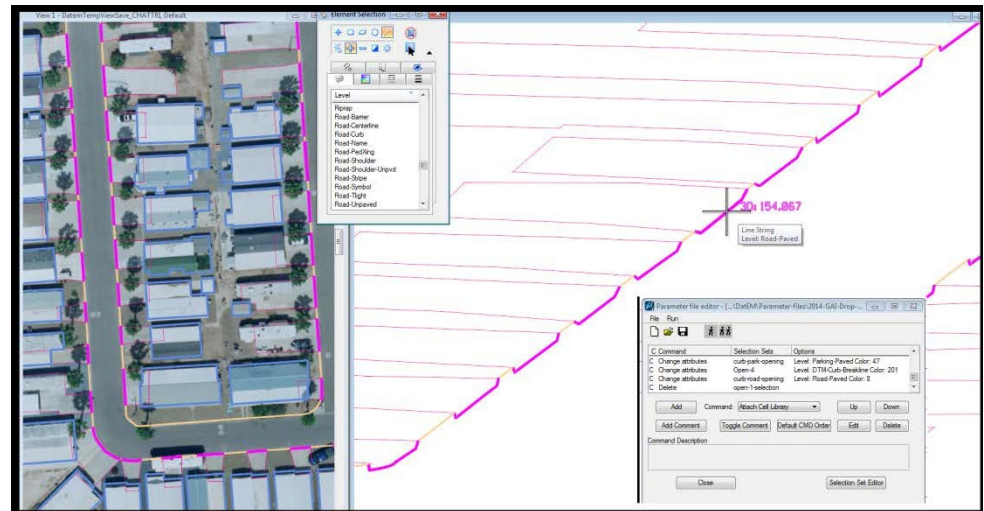 View 1 - DatemTempViewSave_CHATTRI, Default
Element Selection
Level
Riprap
Road-Barrier
Road-Centerline
Road-Curb
Road-Name
Road-PedXing
Road-Shoulder
Road-Shoulder-Unpvd
Road-Stripe
Road-Symbol
Road-Tlight
Road-Unpaved
3D: 154.067
Line String
Level: Road-Paved
Parameter file editor - [...\DatEM\Parameter-files\2014-GAI-Drop-...
File Run
C Command Selection Sets Options
C Change attributes curb-park-opening Level: Parking-Paved Color: 47
C Change attributes Open-4 Level: DTM-Curb-Breakline Color: 201
C Change attributes curb-road-opening Level: Road-Paved Color: 8
C Delete open-1-selection
Add Command: Attach Cell Library Up Down
Add Comment Toggle Comment Default CMD Order Edit Delete
Command Description
Close Selection Set Editor